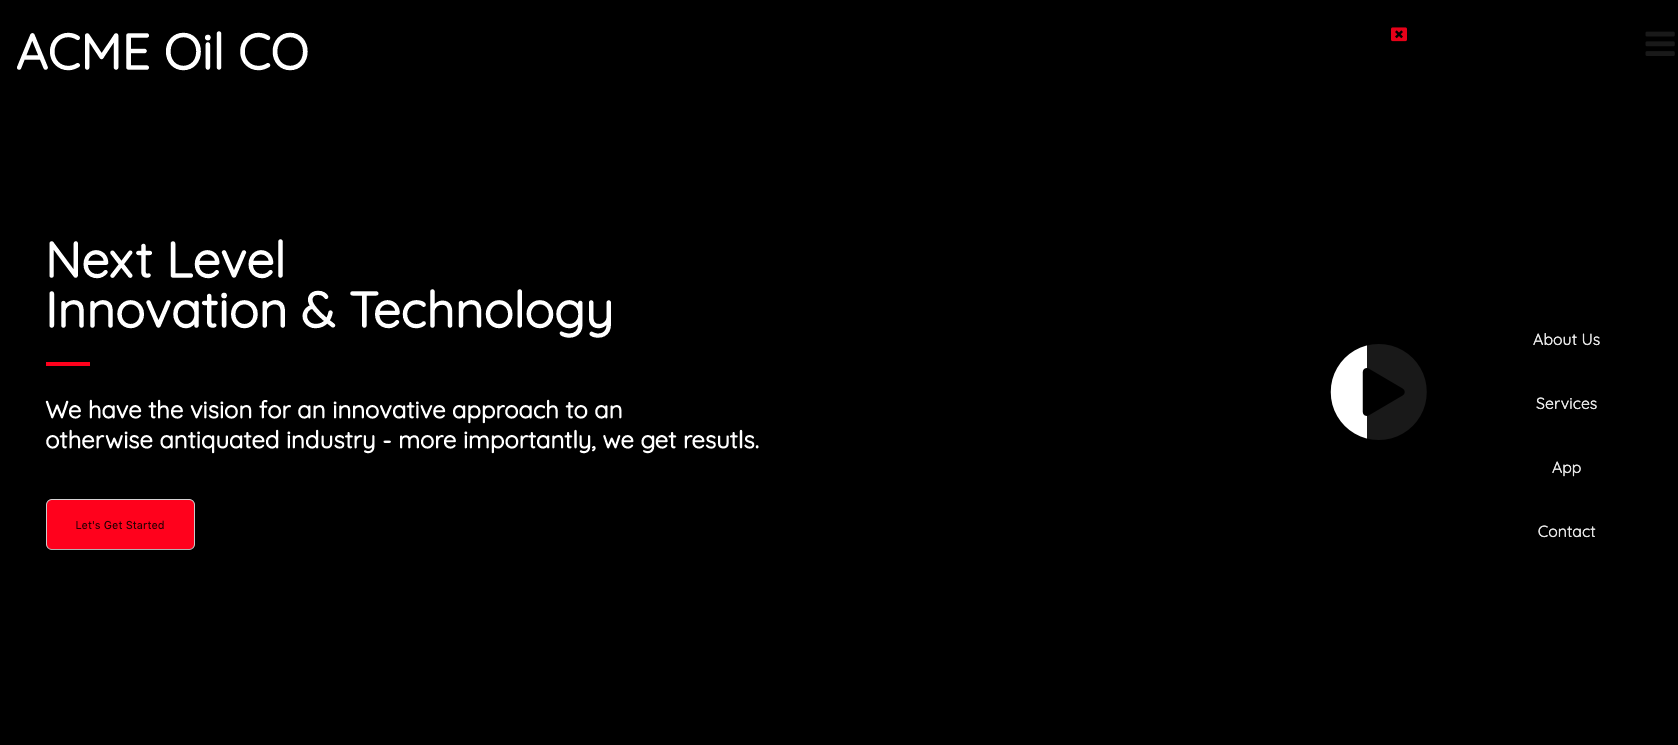 ACME Oil CO
Next Level
Innovation & Technology
We have the vision for an innovative approach to an
otherwise antiquated industry - more importantly, we get resutls.
Let's Get Started
About Us
Services
App
Contact